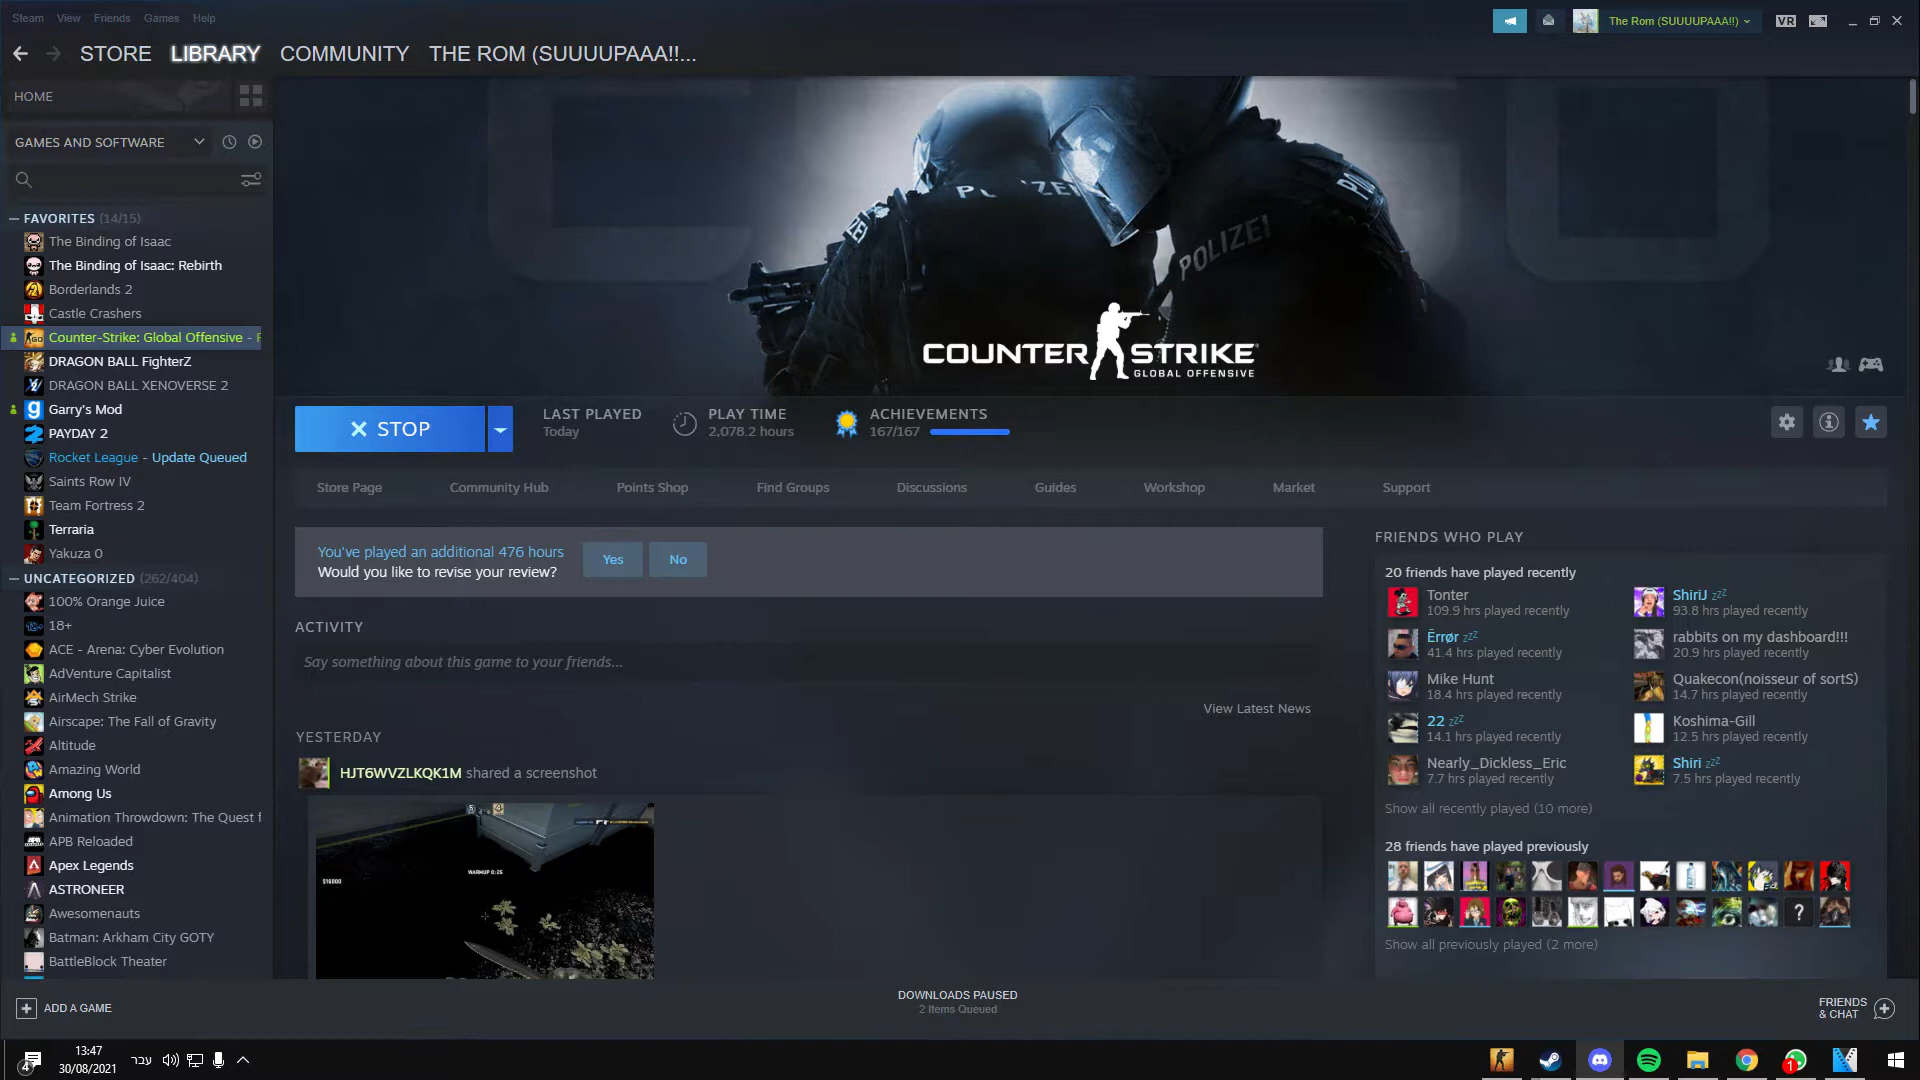 Steam View Friends Games Help
The Rom (SUUUUPAAA!!)
VR
STORE LIBRARY COMMUNITY THE ROM (SUUUUPAAA!!...
HOME
GAMES AND SOFTWARE
FAVORITES (14/15)
The Binding of Isaac
The Binding of Isaac: Rebirth
Borderlands 2
Castle Crashers
Counter-Strike: Global Offensive -
DRAGON BALL FighterZ
DRAGON BALL XENOVERSE 2
Garry's Mod
PAYDAY 2
Rocket League - Update Queued
Saints Row IV
Team Fortress 2
Terraria
Yakuza 0
UNCATEGORIZED (262/404)
100% Orange Juice
18+
ACE - Arena: Cyber Evolution
AdVenture Capitalist
AirMech Strike
Airscape: The Fall of Gravity
Altitude
Amazing World
Among Us
Animation Throwdown: The Quest f
APB Reloaded
Apex Legends
ASTRONEER
Awesomenauts
Batman: Arkham City GOTY
BattleBlock Theater
POLIZEI
COUNTER STRIKE
GLOBAL OFFENSIVE
STOP
LAST PLAYED
Today
PLAY TIME
2,078.2 hours
ACHIEVEMENTS
167/167
Store Page Community Hub Points Shop Find Groups Discussions Guides Workshop Market Support
You've played an additional 476 hours
Would you like to revise your review?
Yes No
ACTIVITY
Say something about this game to your friends...
View Latest News
YESTERDAY
HJT6WVZLKQK1M shared a screenshot
$16000
WARMUP 0:25
FRIENDS WHO PLAY
20 friends have played recently
Tonter
109.9 hrs played recently
ShiriJ zzZ
93.8 hrs played recently
Ērrør zzZ
41.4 hrs played recently
rabbits on my dashboard!!!
20.9 hrs played recently
Mike Hunt
18.4 hrs played recently
Quakecon(noisseur of sortS)
14.7 hrs played recently
22 zzZ
14.1 hrs played recently
Koshima-Gill
12.5 hrs played recently
Nearly_Dickless_Eric
7.7 hrs played recently
Shiri zzZ
7.5 hrs played recently
Show all recently played (10 more)
28 friends have played previously
?
Show all previously played (2 more)
ADD A GAME
DOWNLOADS PAUSED
2 Items Queued
FRIENDS
& CHAT
4
13:47
30/08/2021
עבר
1